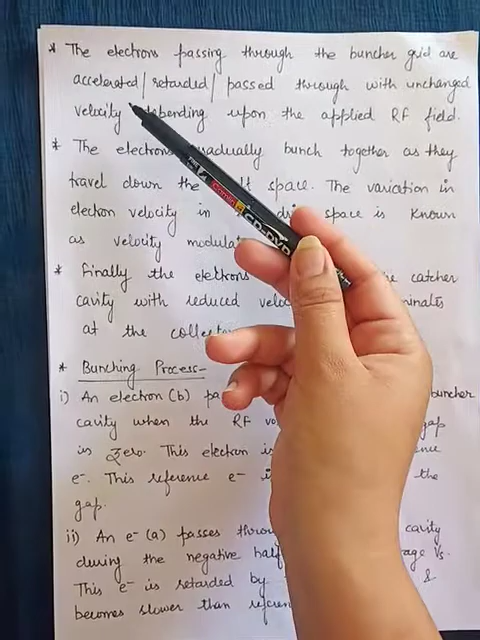 * The electrons passing through the buncher grid are
accelerated/retarded/passed through with unchanged
velocity depending upon the applied RF field.
* The electrons gradually bunch together as they
travel down the space. The variation in
electron velocity in space is known
as velocity
* Finally the catcher
cavity with reduced
at the
* Bunching Process-
i) An electron (b) buncher
cavity when the RF gap
is zero. This electron is
e-. This reference e- the
gap.
ii) An e- (a) passes cavity
during the negative half Vs.
This e- is retarded by &
becomes slower than